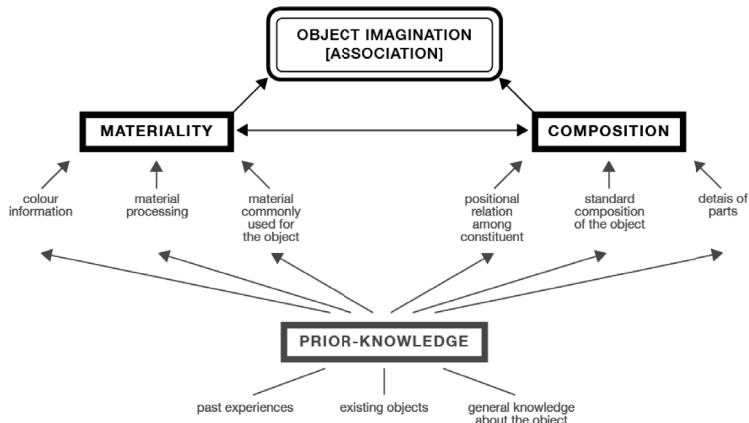 OBJECT IMAGINATION
[ASSOCIATION]
MATERIALITY
COMPOSITION
colour
information
material
processing
material
commonly
used for
the object
positional
relation
among
constituent
standard
composition
of the object
detais of
parts
PRIOR-KNOWLEDGE
past experiences
existing objects
general knowledge
about the object